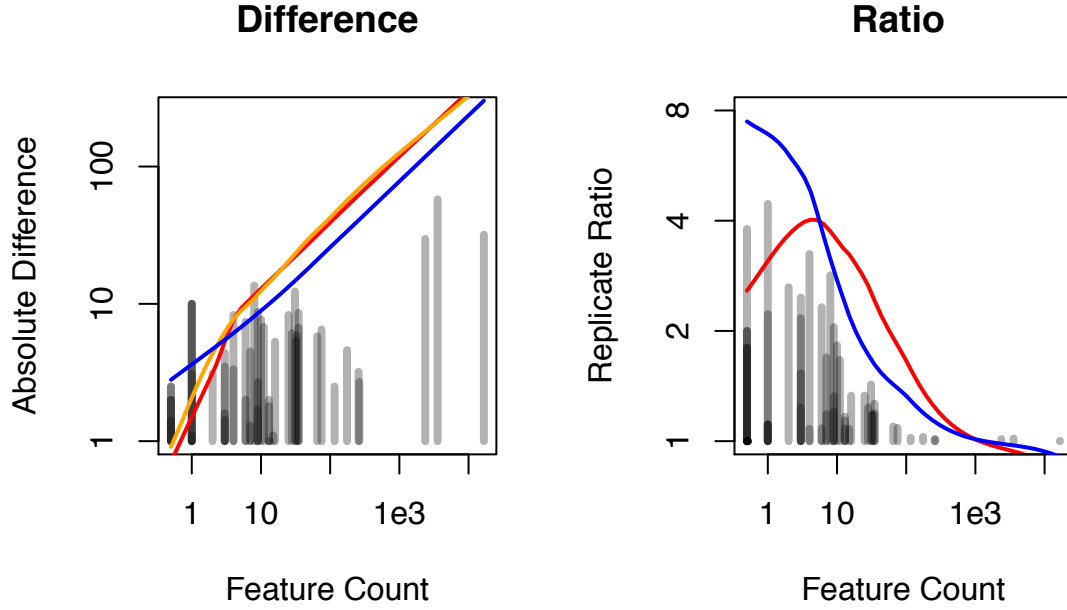 Difference
Absolute Difference
100
10
1
1
10
1e3
Feature Count
Ratio
Replicate Ratio
8
4
2
1
1
10
1e3
Feature Count